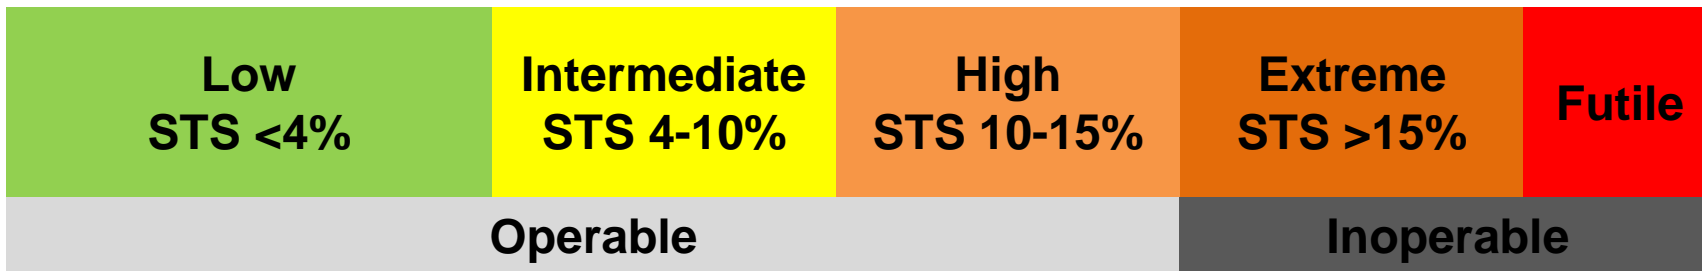 Low
STS <4%
Intermediate
STS 4-10%
High
STS 10-15%
Extreme
STS >15%
Futile
Operable
Inoperable